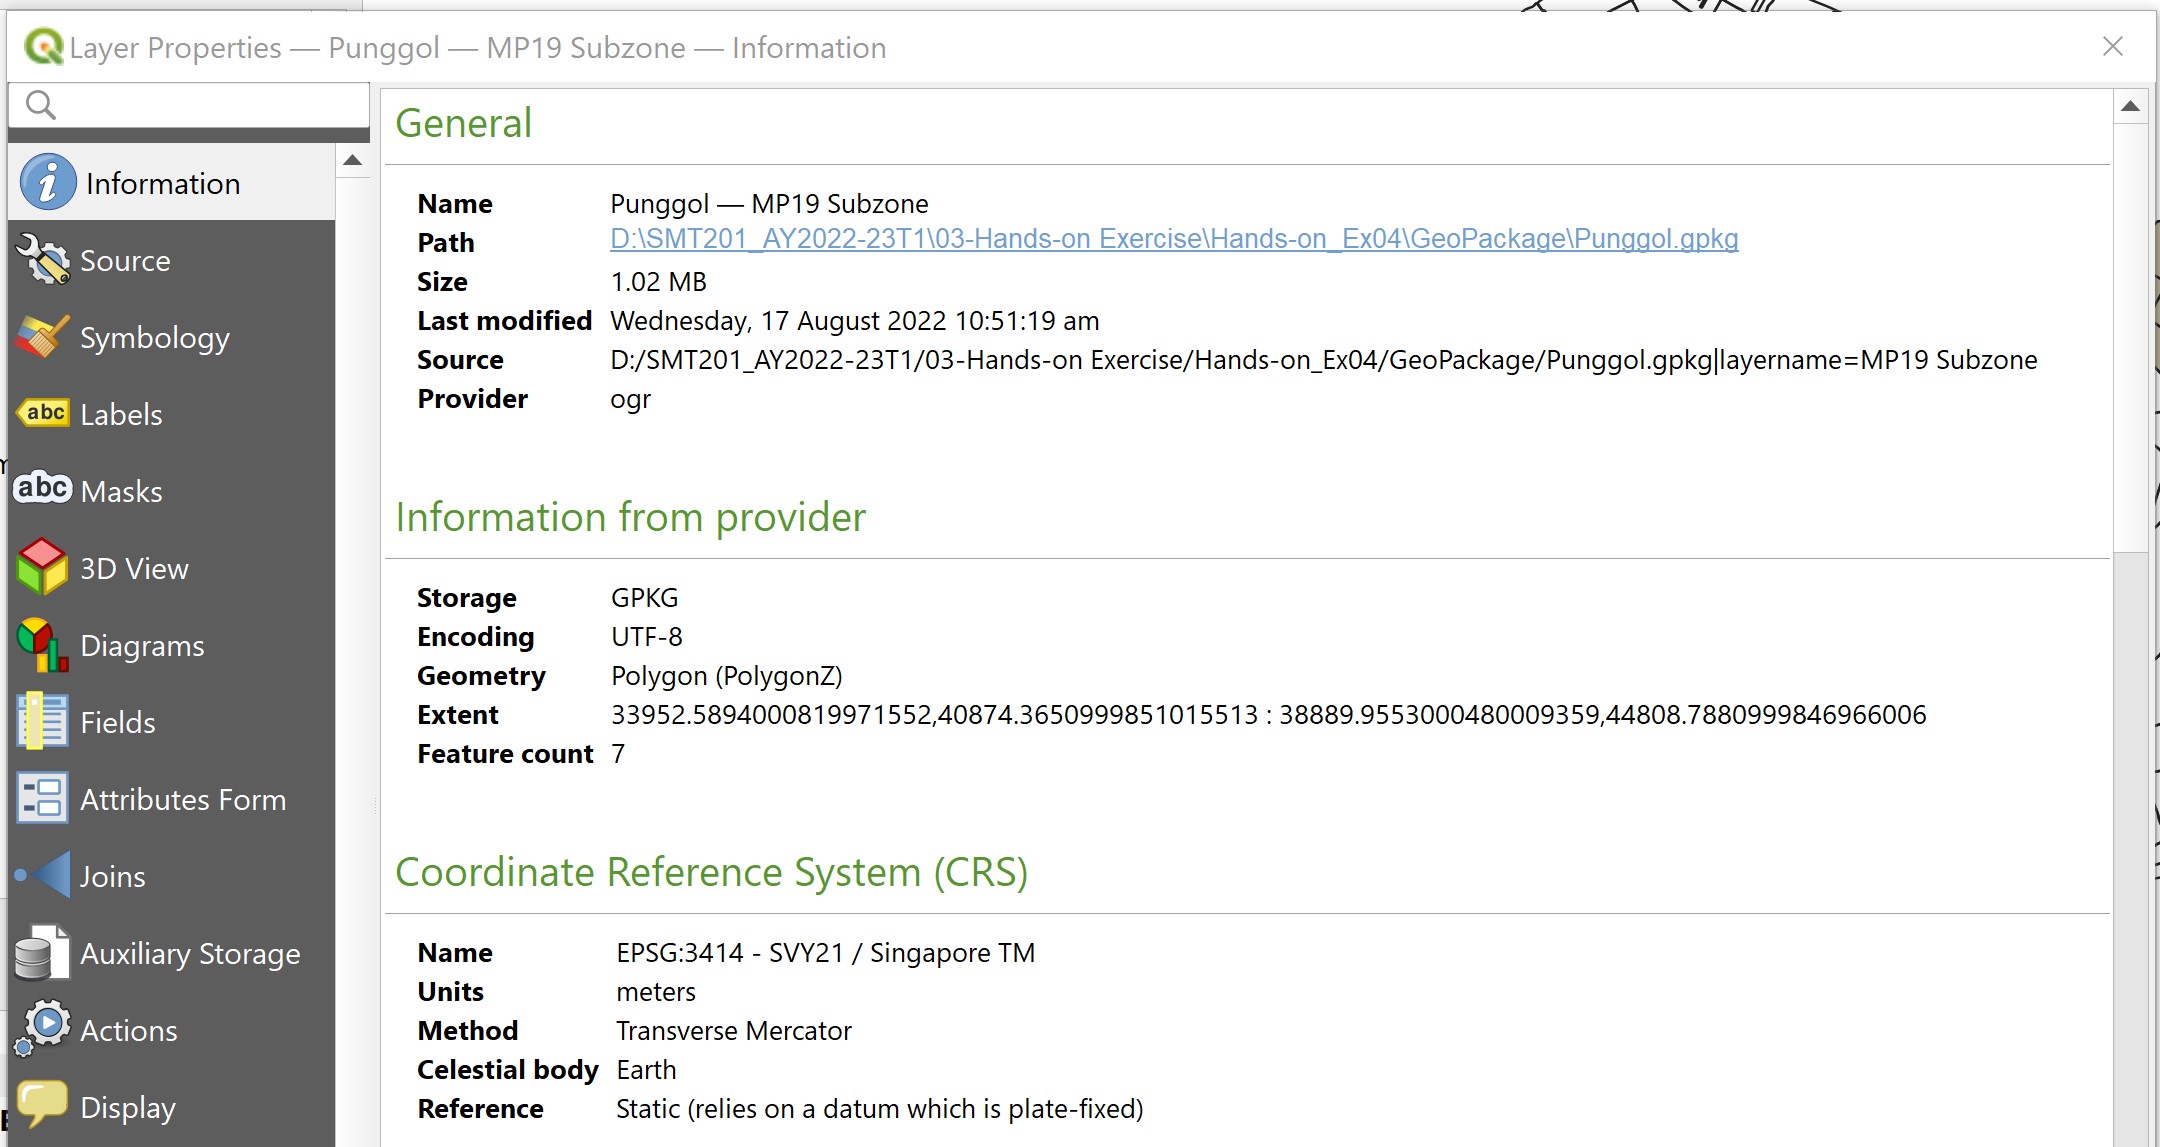 Layer Properties — Punggol — MP19 Subzone — Information
Information
Source
Symbology
abc Labels
abc Masks
3D View
Diagrams
Fields
Attributes Form
Joins
Auxiliary Storage
Actions
Display
General
Name Punggol — MP19 Subzone
Path D:\SMT201_AY2022-23T1\03-Hands-on Exercise\Hands-on_Ex04\GeoPackage\Punggol.gpkg
Size 1.02 MB
Last modified Wednesday, 17 August 2022 10:51:19 am
Source D:/SMT201_AY2022-23T1/03-Hands-on Exercise/Hands-on_Ex04/GeoPackage/Punggol.gpkg|layername=MP19 Subzone
Provider ogr
Information from provider
Storage GPKG
Encoding UTF-8
Geometry Polygon (PolygonZ)
Extent 33952.5894000819971552,40874.3650999851015513 : 38889.9553000480009359,44808.7880999846966006
Feature count 7
Coordinate Reference System (CRS)
Name EPSG:3414 - SVY21 / Singapore TM
Units meters
Method Transverse Mercator
Celestial body Earth
Reference Static (relies on a datum which is plate-fixed)